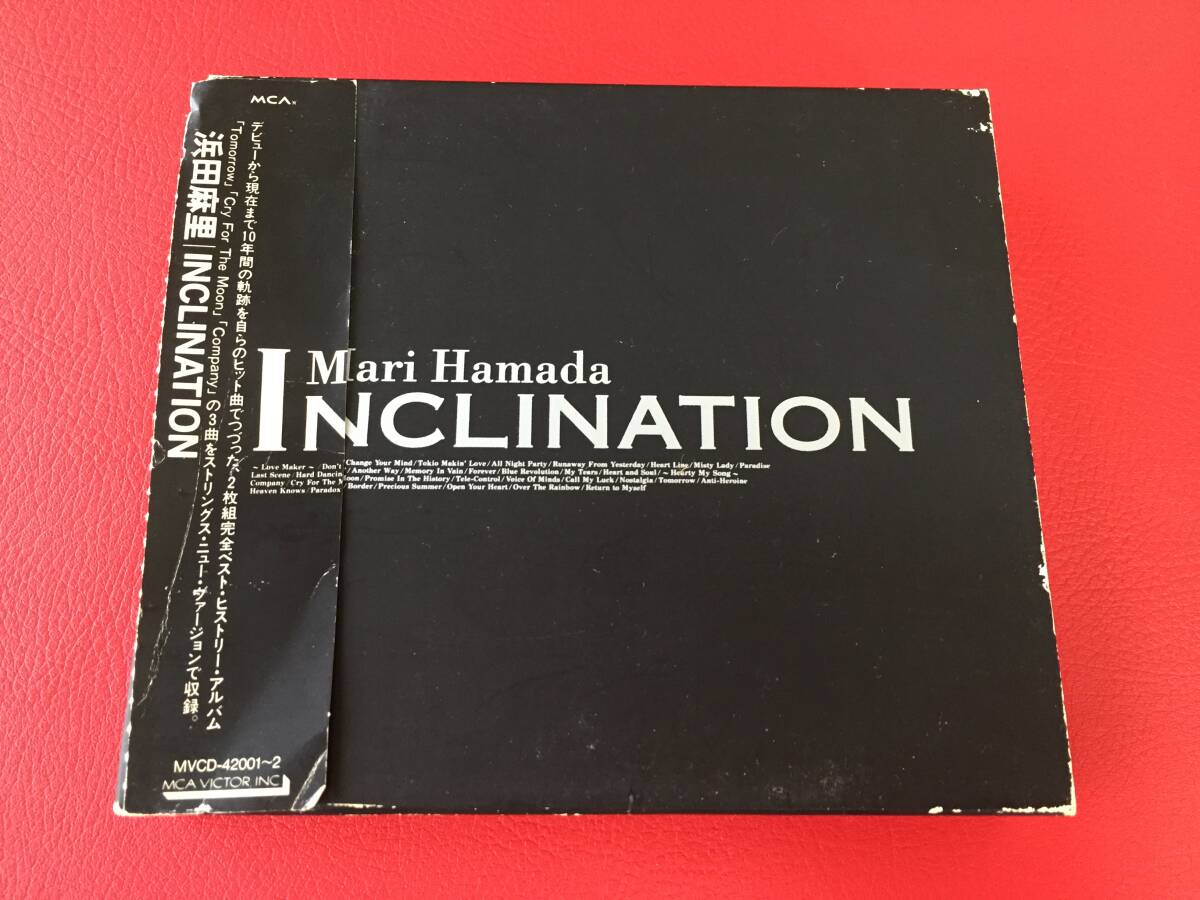 MCA
デビューから現在まで10年間の軌跡を自らのヒット曲でつづった、2枚組完全ベスト・ヒストリー・アルバム
「Tomorrow」「Cry For The Moon」「Company」の3曲をストリングス・ニュー・ヴァージョンで収録。
浜田麻里|INCLINATION
MVCD-42001~2
MCA VICTOR INC
Mari Hamada
INCLINATION
~ Love Maker ~ /Don't Change Your Mind/Tokio Makin' Love/All Night Party/Runaway From Yesterday/Heart Line/Misty Lady/Paradise
Last Scene/Hard Dancing/Another Way/Memory In Vain/Forever/Blue Revolution/My Tears/Heart and Soul/~ Hearty My Song ~
Company/Cry For The Moon/Promise In The History/Tele-Control/Voice Of Minds/Call My Luck/Nostalgia/Tomorrow/Anti-Heroine
Heaven Knows/Paradox/Border/Precious Summer/Open Your Heart/Over The Rainbow/Return to Myself